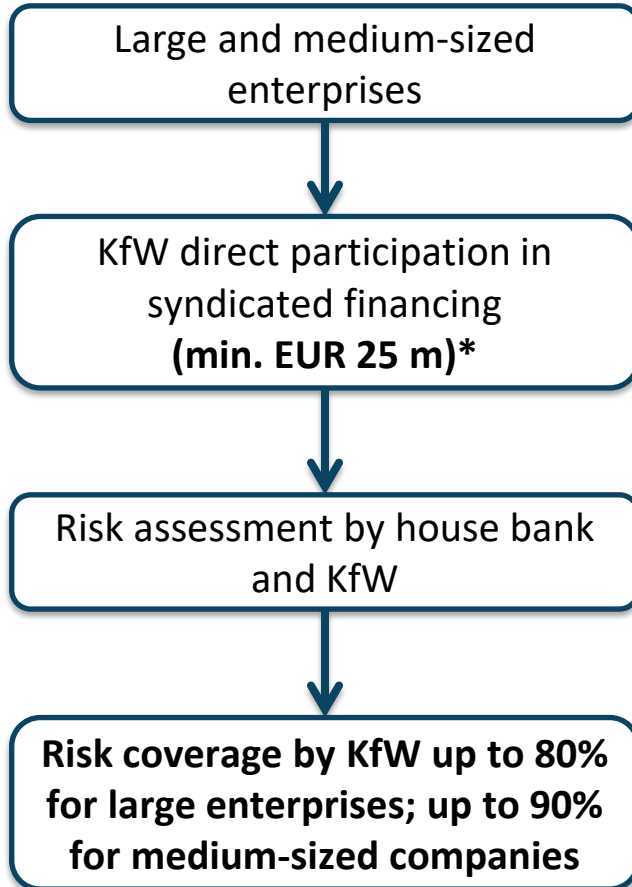 Large and medium-sized
enterprises
KfW direct participation in
syndicated financing
(min. EUR 25 m)*
Risk assessment by house bank
and KfW
Risk coverage by KfW up to 80%
for large enterprises; up to 90%
for medium-sized companies